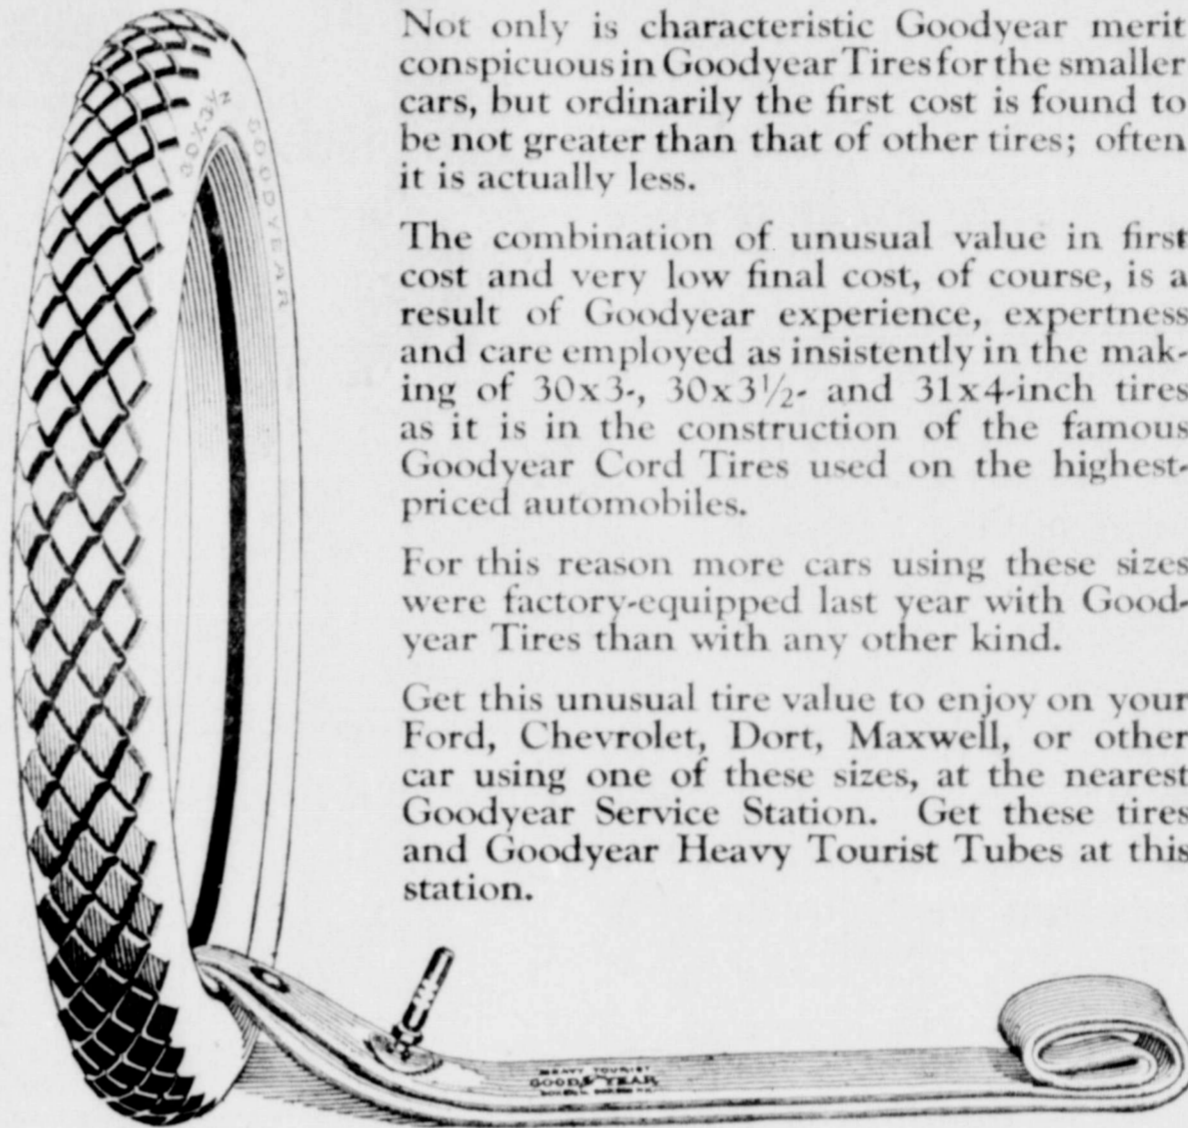 Not only is characteristic Goodyear merit
conspicuous in Goodyear Tires for the smaller
cars, but ordinarily the first cost is found to
be not greater than that of other tires; often
it is actually less.
The combination of unusual value in first
cost and very low final cost, of course, is a
result of Goodyear experience, expertness
and care employed as insistently in the mak-
ing of 30x3-, 30x3½- and 31x4-inch tires
as it is in the construction of the famous
Goodyear Cord Tires used on the highest-
priced automobiles.
For this reason more cars using these sizes
were factory-equipped last year with Good-
year Tires than with any other kind.
Get this unusual tire value to enjoy on your
Ford, Chevrolet, Dort, Maxwell, or other
car using one of these sizes, at the nearest
Goodyear Service Station. Get these tires
and Goodyear Heavy Tourist Tubes at this
station.
30X3½ N
GOODYEAR
HEAVY TOURIST
GOODYEAR